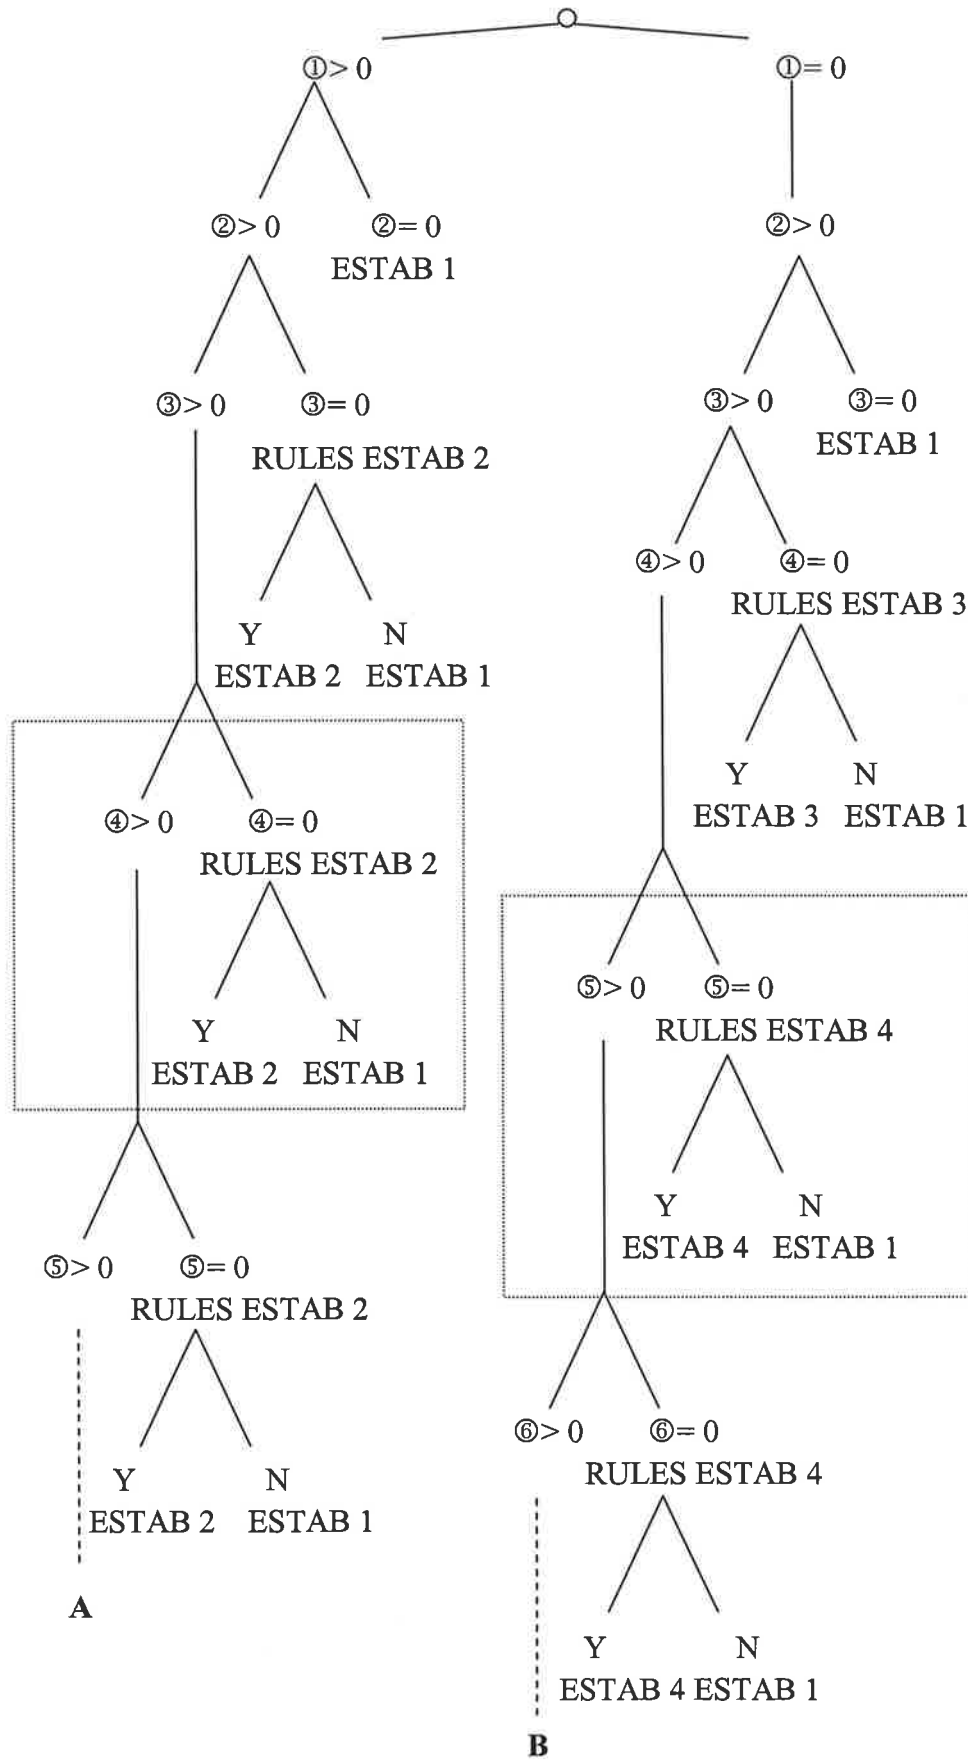 ①> 0
①= 0
②> 0
②= 0
ESTAB 1
②> 0
③> 0
③= 0
RULES ESTAB 2
Y
N
ESTAB 2
ESTAB 1
③> 0
③= 0
ESTAB 1
④> 0
④= 0
RULES ESTAB 3
Y
N
ESTAB 3
ESTAB 1
④> 0
④= 0
RULES ESTAB 2
Y
N
ESTAB 2
ESTAB 1
⑤> 0
⑤= 0
RULES ESTAB 4
Y
N
ESTAB 4
ESTAB 1
⑤> 0
⑤= 0
RULES ESTAB 2
Y
N
ESTAB 2
ESTAB 1
A
⑥> 0
⑥= 0
RULES ESTAB 4
Y
N
ESTAB 4
ESTAB 1
B